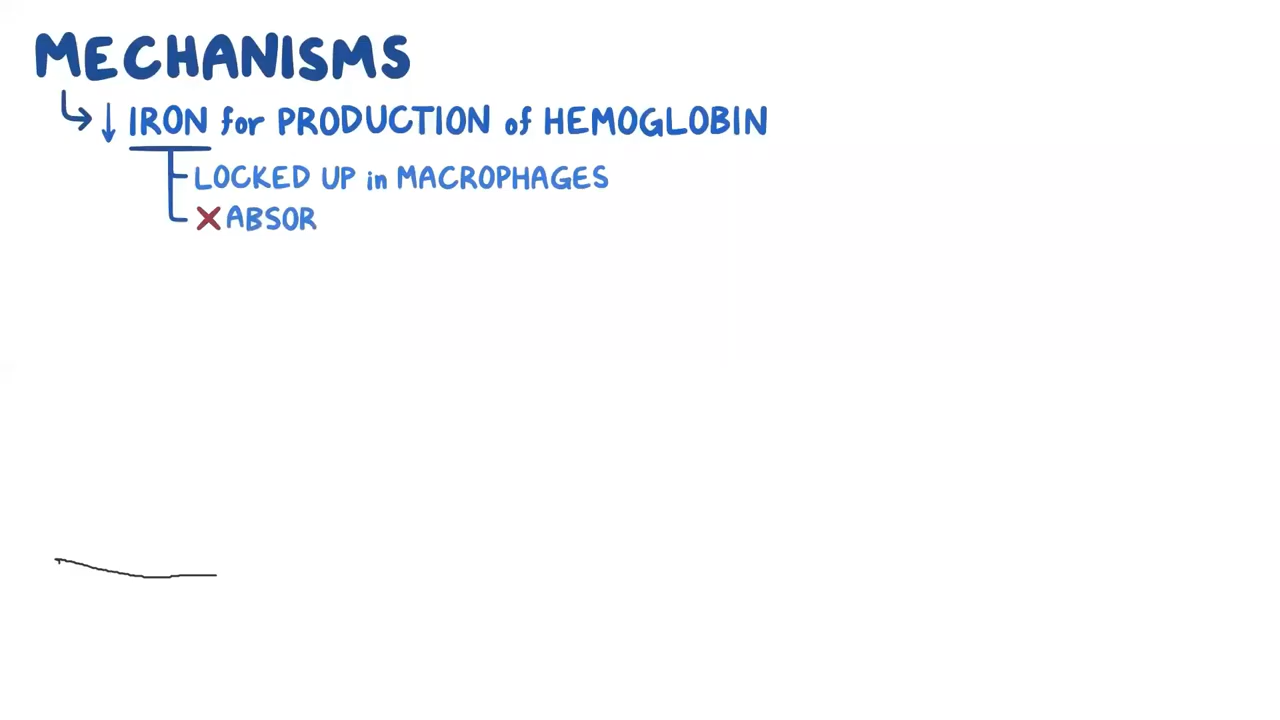 MECHANISMS
↓ IRON for PRODUCTION of HEMOGLOBIN
LOCKED UP in MACROPHAGES
✗ ABSOR